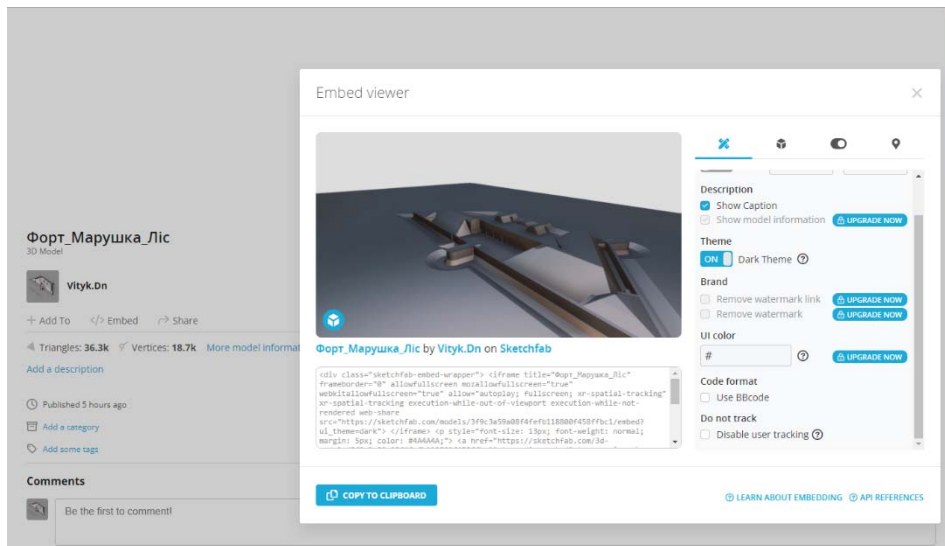 Форт_Марушка_Ліс
3D Model
Vityk.Dn
Add To
Embed
Share
Triangles: 36.3k
Vertices: 18.7k
More model informat
Add a description
Published 5 hours ago
Add a category
Add some tags
Comments
Be the first to comment!
Embed viewer
Форт_Марушка_Ліс by Vityk.Dn on Sketchfab
<div class="sketchfab-embed-wrapper"> <iframe title="Форт_Марушка_Ліс"
frameborder="0" allowfullscreen mozallowfullscreen="true"
webkitallowfullscreen="true" allow="autoplay; fullscreen; xr-spatial-tracking"
xr-spatial-tracking execution-while-out-of-viewport execution-while-not-
rendered web-share
ui_theme=dark"> </iframe> <p style="font-size: 13px; font-weight: normal;
margin: 5px; color: #4A4A4A;"> <a href="https://sketchfab.com/3d-
COPY TO CLIPBOARD
Description
Show Caption
Show model information
UPGRADE NOW
Theme
ON
Dark Theme
Brand
Remove watermark link
UPGRADE NOW
Remove watermark
UPGRADE NOW
UI color
#
UPGRADE NOW
Code format
Use BBcode
Do not track
Disable user tracking
LEARN ABOUT EMBEDDING
API REFERENCES